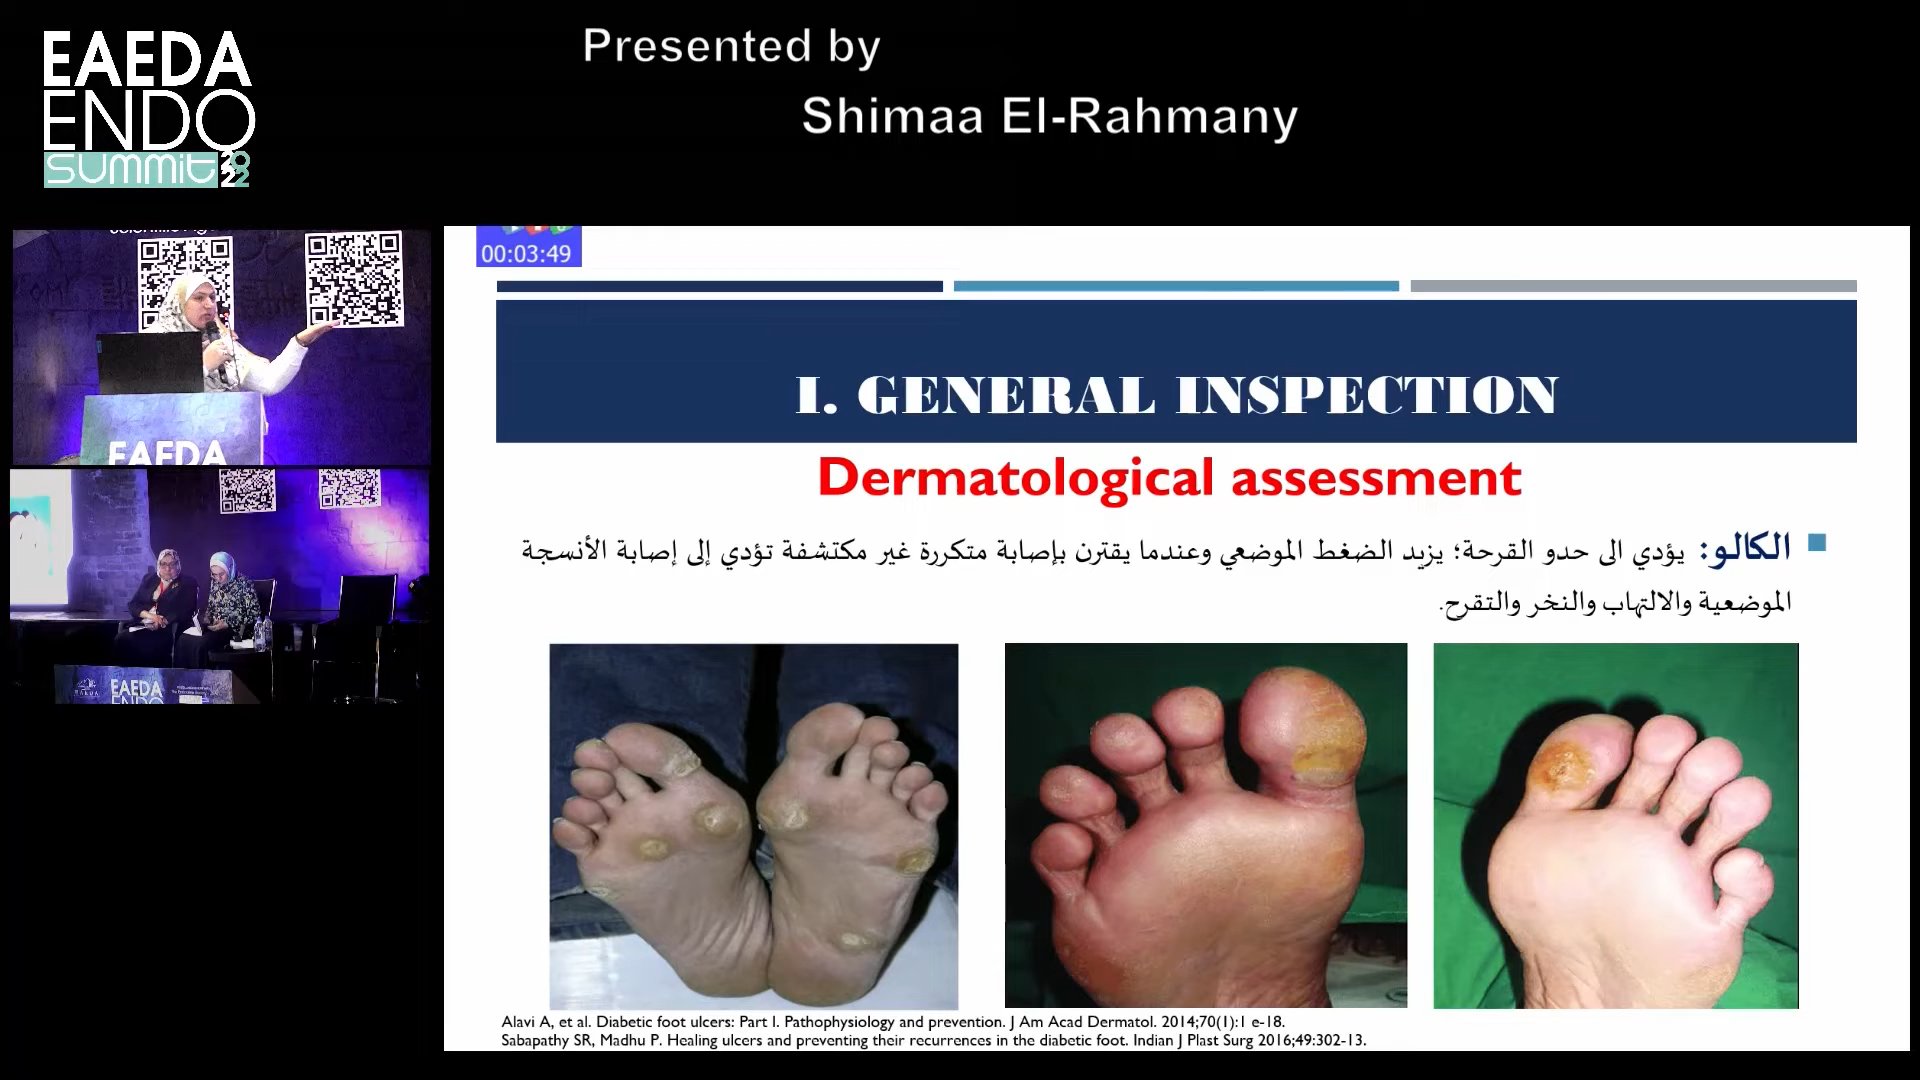 EAEDA
ENDO
summit 2022
Presented by
Shimaa El-Rahmany
00:03:49
I. GENERAL INSPECTION
Dermatological assessment
الكالو: يؤدي الى حدو القرحة؛ يزيد الضغط الموضعي وعندما يقترن بإصابة متكررة غير مكتشفة تؤدي إلى إصابة الأنسجة
الموضعية والالتهاب والنخر والتقرح.
Alavi A, et al. Diabetic foot ulcers: Part I. Pathophysiology and prevention. J Am Acad Dermatol. 2014;70(1):1 e-18.
Sabapathy SR, Madhu P. Healing ulcers and preventing their recurrences in the diabetic foot. Indian J Plast Surg 2016;49:302-13.
EAEDA
EAEDA
ENDO